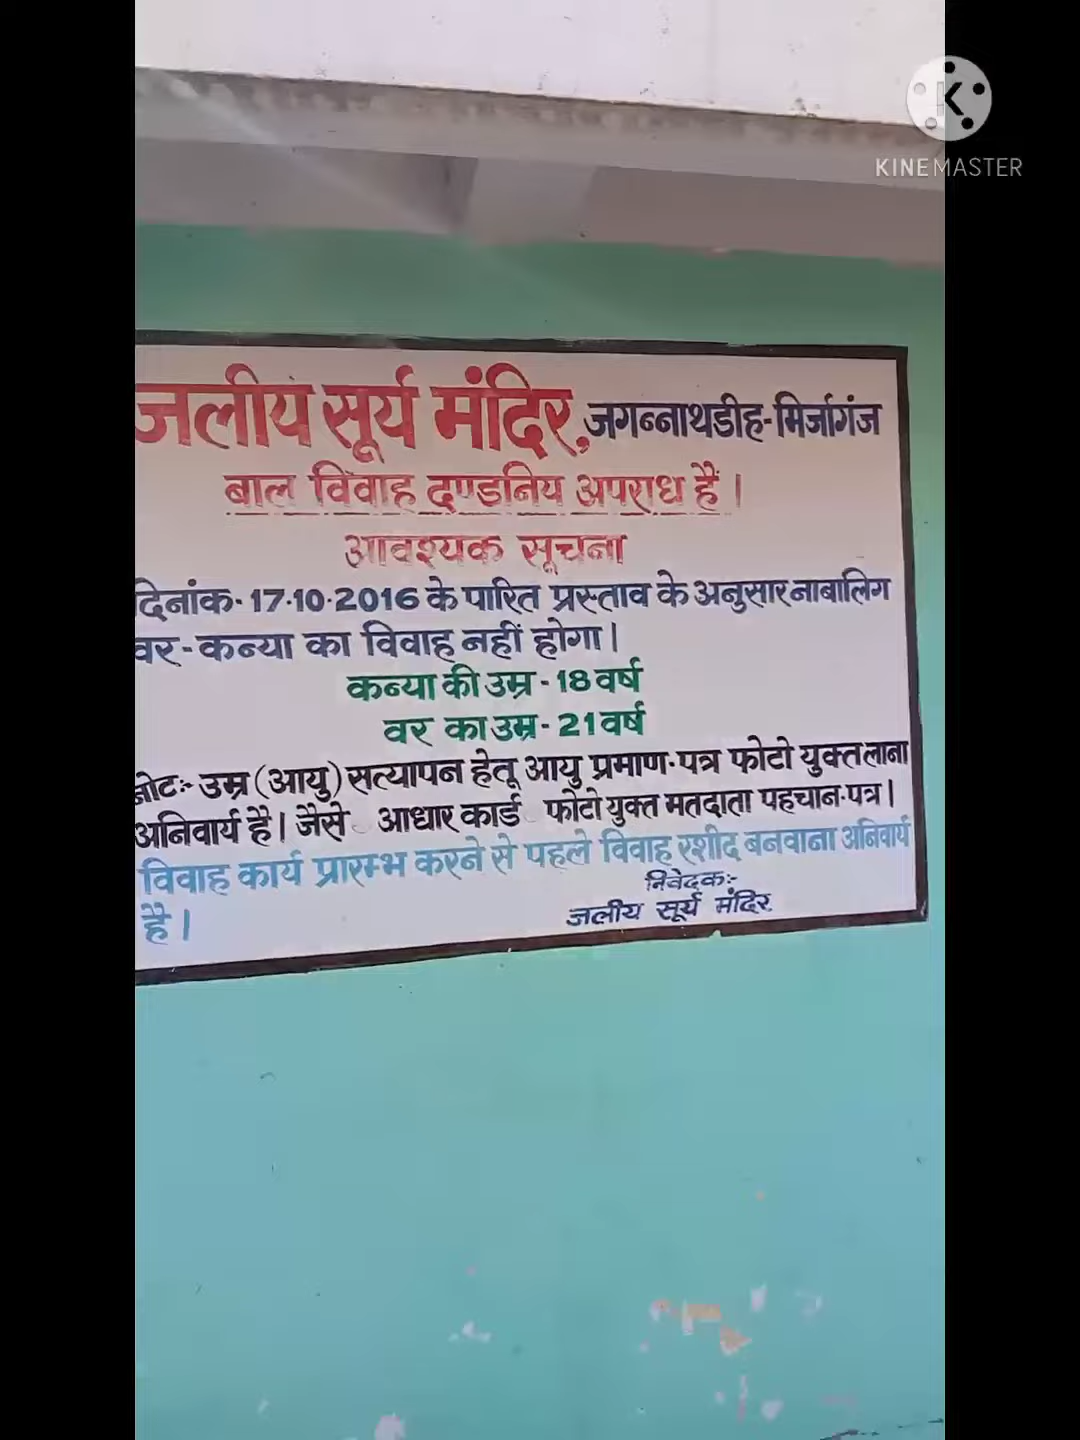 KINEMASTER
जलीय सूर्य मंदिर, जगन्नाथडीह-मिर्जागंज
बाल विवाह दण्डनिय अपराध हैं।
आवश्यक सूचना
दिनांक- 17.10.2016 के पारित प्रस्ताव के अनुसार नाबालिग
वर-कन्या का विवाह नहीं होगा।
कन्या की उम्र - 18 वर्ष
वर का उम्र - 21 वर्ष
नोटः- उम्र (आयु) सत्यापन हेतू आयु प्रमाण-पत्र फोटो युक्त लाना
अनिवार्य है। जैसे आधार कार्ड फोटो युक्त मतदाता पहचान-पत्र।
विवाह कार्य प्रारम्भ करने से पहले विवाह रशीद बनवाना अनिवार्य
है।
निवेदकः-
जलीय सूर्य मंदिर